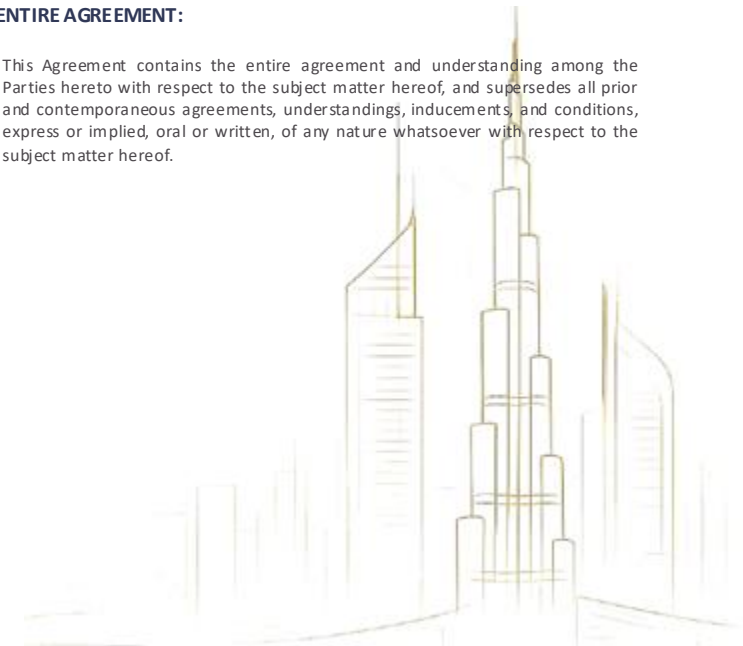 ENTIRE AGREEMENT:
This Agreement contains the entire agreement and understanding among the
Parties hereto with respect to the subject matter hereof, and supersedes all prior
and contemporaneous agreements, understandings, inducements, and conditions,
express or implied, oral or written, of any nature whatsoever with respect to the
subject matter hereof.